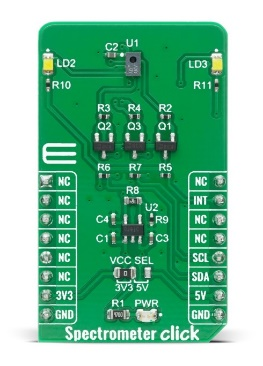 U1
C2
LD2
LD3
R10
R11
R3 R4 R2
Q2 Q3 Q1
R6 R7 R5
R8
U2
C4 R9
C1 C3
VCC SEL
3V3 5V
R1 PWR
NC NC
NC INT
NC NC
NC NC
NC SCL
NC SDA
3V3 5V
GND GND
Spectrometer click